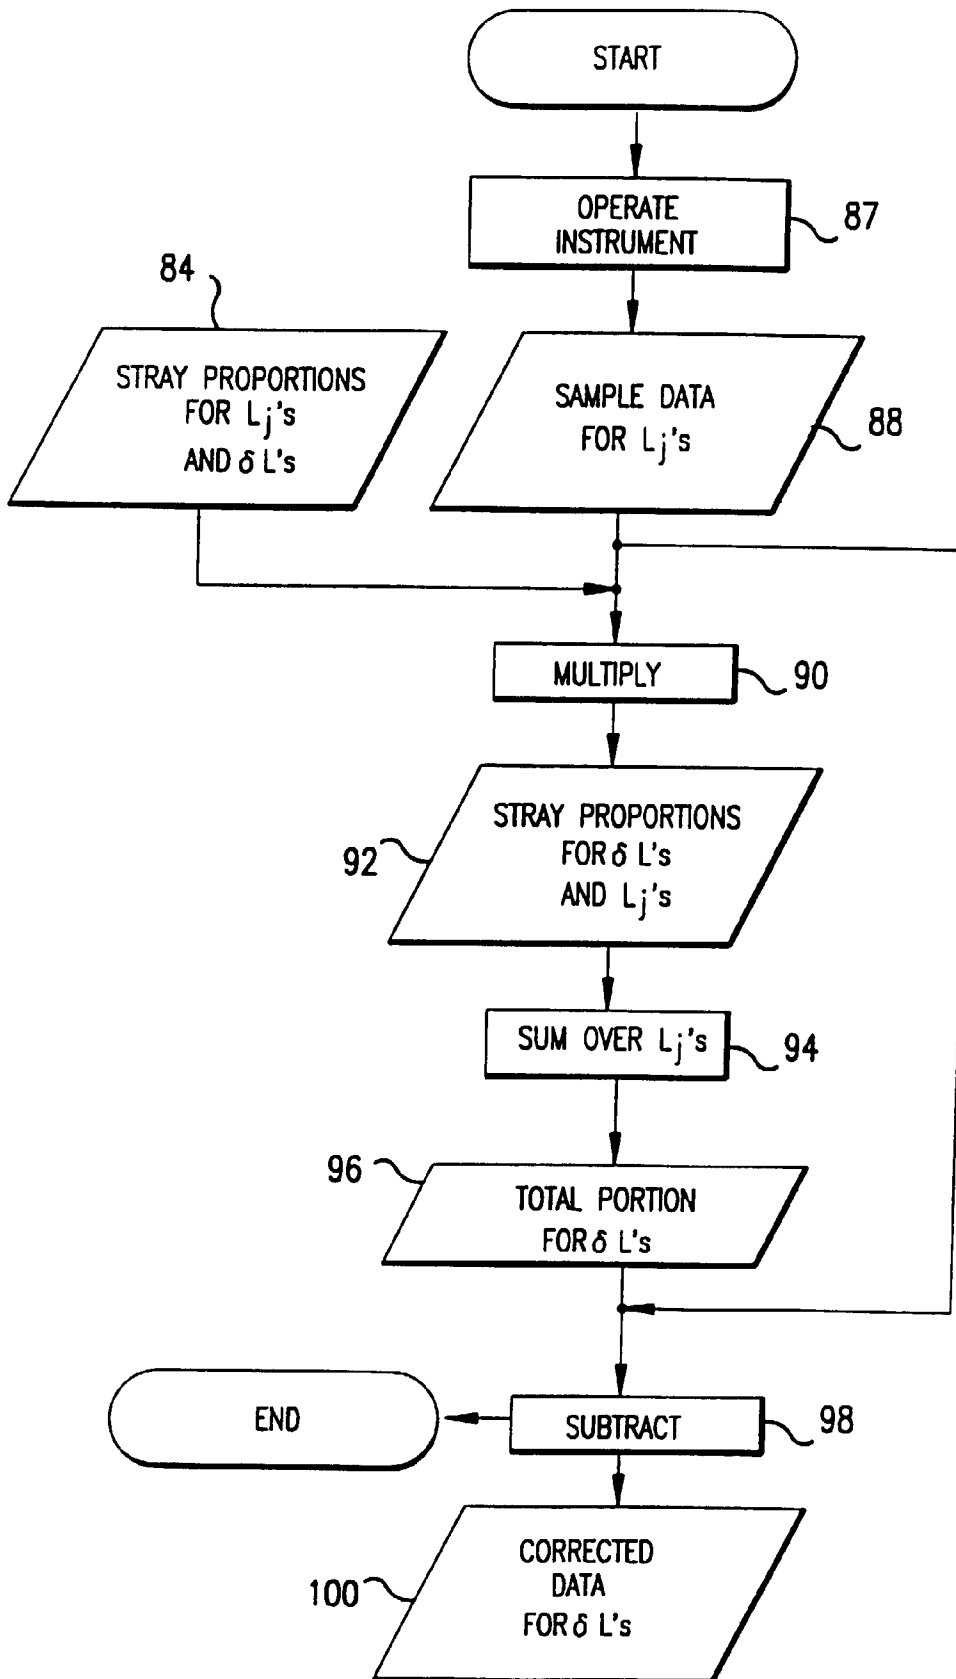 START
OPERATE
INSTRUMENT
87
84
STRAY PROPORTIONS
FOR Lj's
AND δ L's
SAMPLE DATA
FOR Lj's
88
MULTIPLY
90
STRAY PROPORTIONS
FOR δ L's
AND Lj's
92
SUM OVER Lj's
94
96
TOTAL PORTION
FOR δ L's
END
SUBTRACT
98
CORRECTED
DATA
FOR δ L's
100